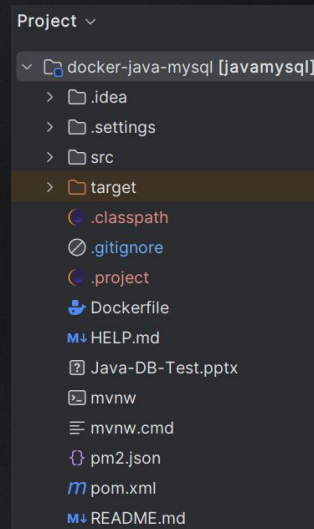 Project
docker-java-mysql [javamysql]
.idea
.settings
src
target
.classpath
.gitignore
.project
Dockerfile
M↓ HELP.md
Java-DB-Test.pptx
mvnw
mvnw.cmd
{} pm2.json
m pom.xml
M↓ README.md